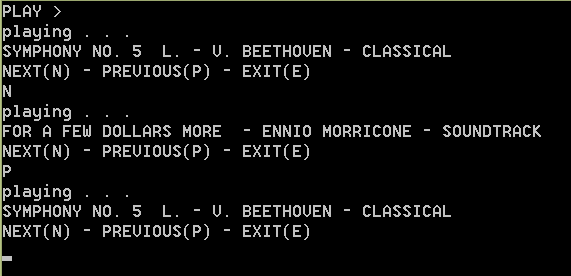 PLAY >
playing . . .
SYMPHONY NO. 5  L. - V. BEETHOVEN - CLASSICAL
NEXT(N) - PREVIOUS(P) - EXIT(E)
N
playing . . .
FOR A FEW DOLLARS MORE  - ENNIO MORRICONE - SOUNDTRACK
NEXT(N) - PREVIOUS(P) - EXIT(E)
P
playing . . .
SYMPHONY NO. 5  L. - V. BEETHOVEN - CLASSICAL
NEXT(N) - PREVIOUS(P) - EXIT(E)